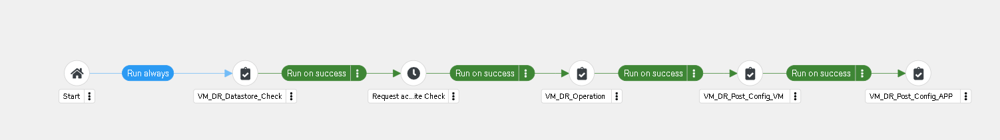 Run always
Run on success
Run on success
Run on success
Run on success
Start
VM_DR_Datastore_Check
Request ac...ite Check
VM_DR_Operation
VM_DR_Post_Config_VM
VM_DR_Post_Config_APP